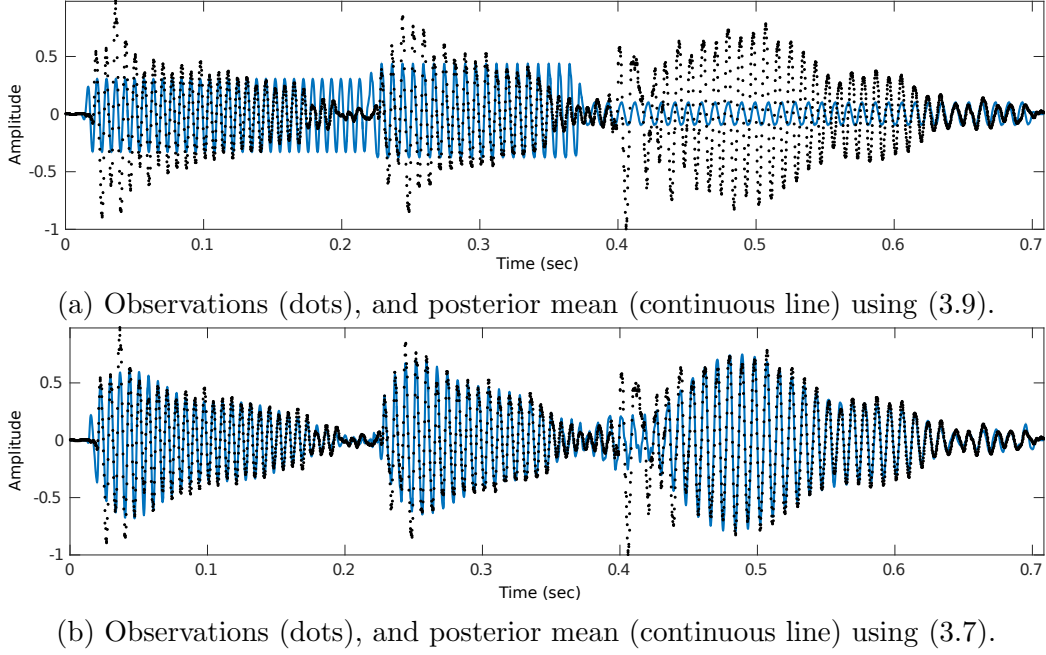 0.5
0
-0.5
-1
Amplitude
0 0.1 0.2 0.3 0.4 0.5 0.6 0.7
Time (sec)
(a) Observations (dots), and posterior mean (continuous line) using (3.9).
0.5
0
-0.5
-1
Amplitude
0 0.1 0.2 0.3 0.4 0.5 0.6 0.7
Time (sec)
(b) Observations (dots), and posterior mean (continuous line) using (3.7).